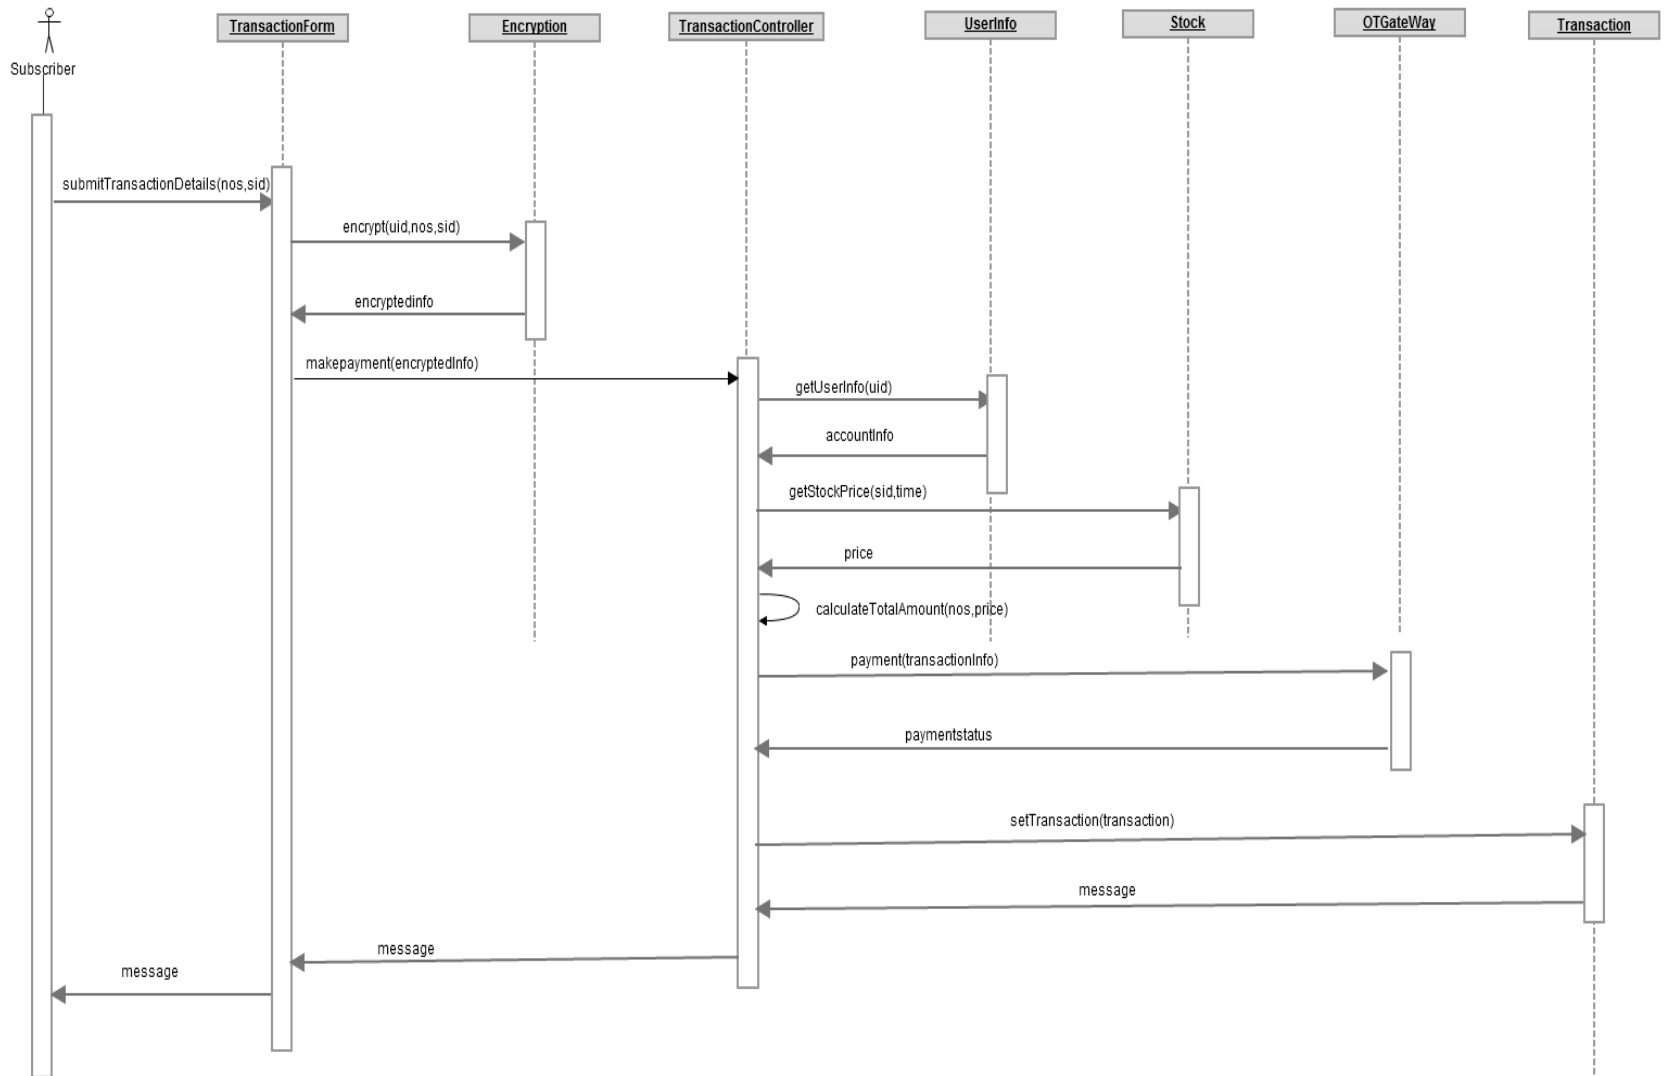 TransactionForm
Encryption
TransactionController
UserInfo
Stock
OTGateWay
Transaction
Subscriber
submitTransactionDetails(nos,sid)
encrypt(uid,nos,sid)
encryptedinfo
makepayment(encryptedInfo)
getUserInfo(uid)
accountInfo
getStockPrice(sid,time)
price
calculateTotalAmount(nos,price)
payment(transactionInfo)
paymentstatus
setTransaction(transaction)
message
message
message